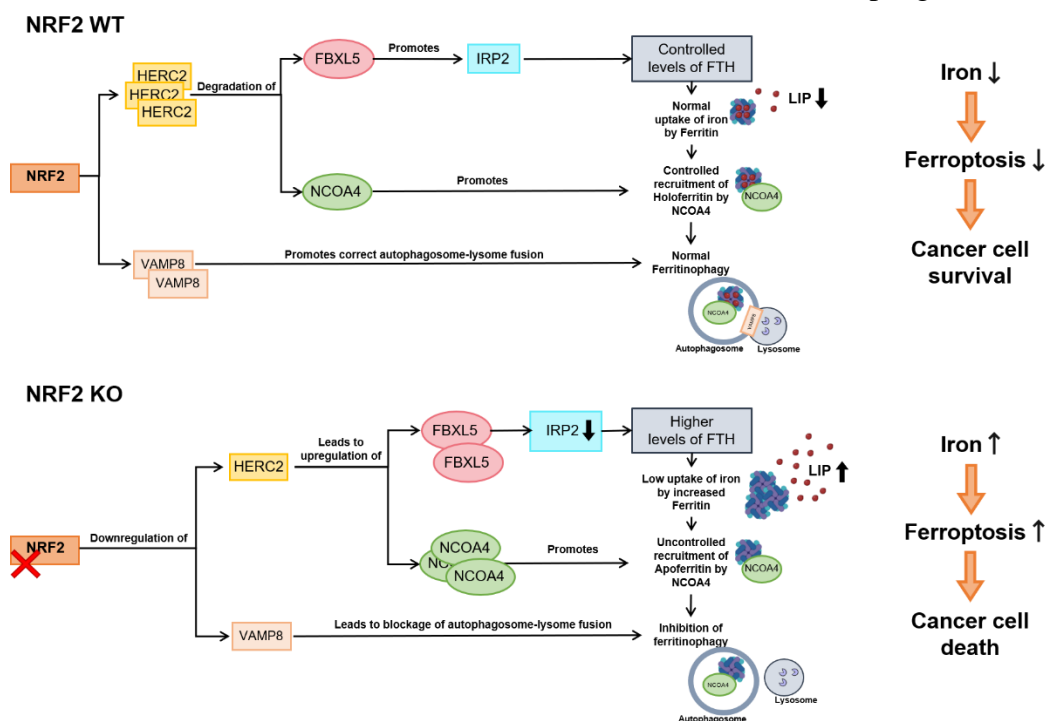 NRF2 WT
HERC2
HERC2
HERC2
Degradation of
FBXL5
Promotes
IRP2
Controlled
levels of FTH
Normal
uptake of iron
by Ferritin
LIP
Controlled
recruitment of
Holoferritin by
NCOA4
NCOA4
NRF2
NCOA4
Promotes
VAMP8
VAMP8
Promotes correct autophagosome-lysome fusion
Normal
Ferritinophagy
NCOA4
VAMP8
Autophagosome
Lysosome
Iron ↓
Ferroptosis ↓
Cancer cell
survival
NRF2 KO
HERC2
Leads to
upregulation of
FBXL5
FBXL5
IRP2
Higher
levels of FTH
Low uptake of iron
by increased
Ferritin
LIP
NRF2
Downregulation of
NCOA4
NCOA4
Promotes
Uncontrolled
recruitment of
Apoferritin by
NCOA4
NCOA4
VAMP8
Leads to blockage of autophagosome-lysome fusion
Inhibition of
ferritinophagy
NCOA4
Autophagosome
Lysosome
Iron ↑
Ferroptosis ↑
Cancer cell
death